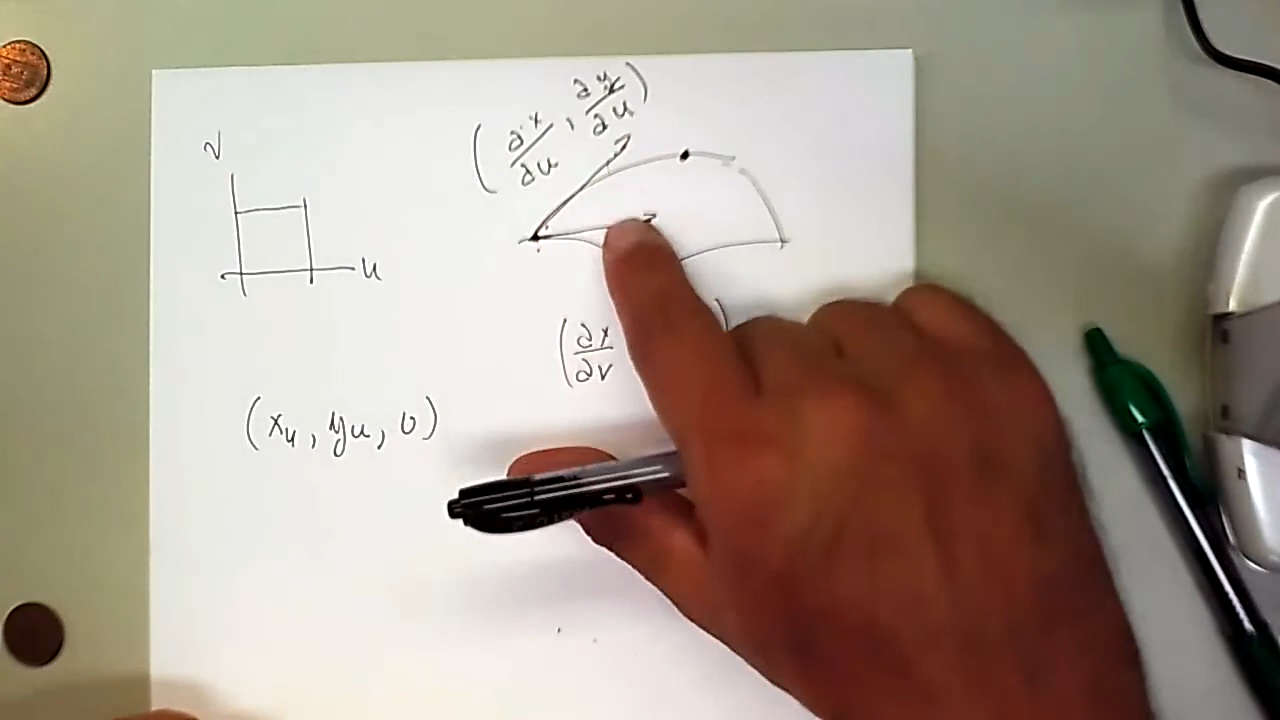 (∂x/∂u, ∂y/∂u)
v
u
(∂x/∂v
(x_u, y_u, 0)